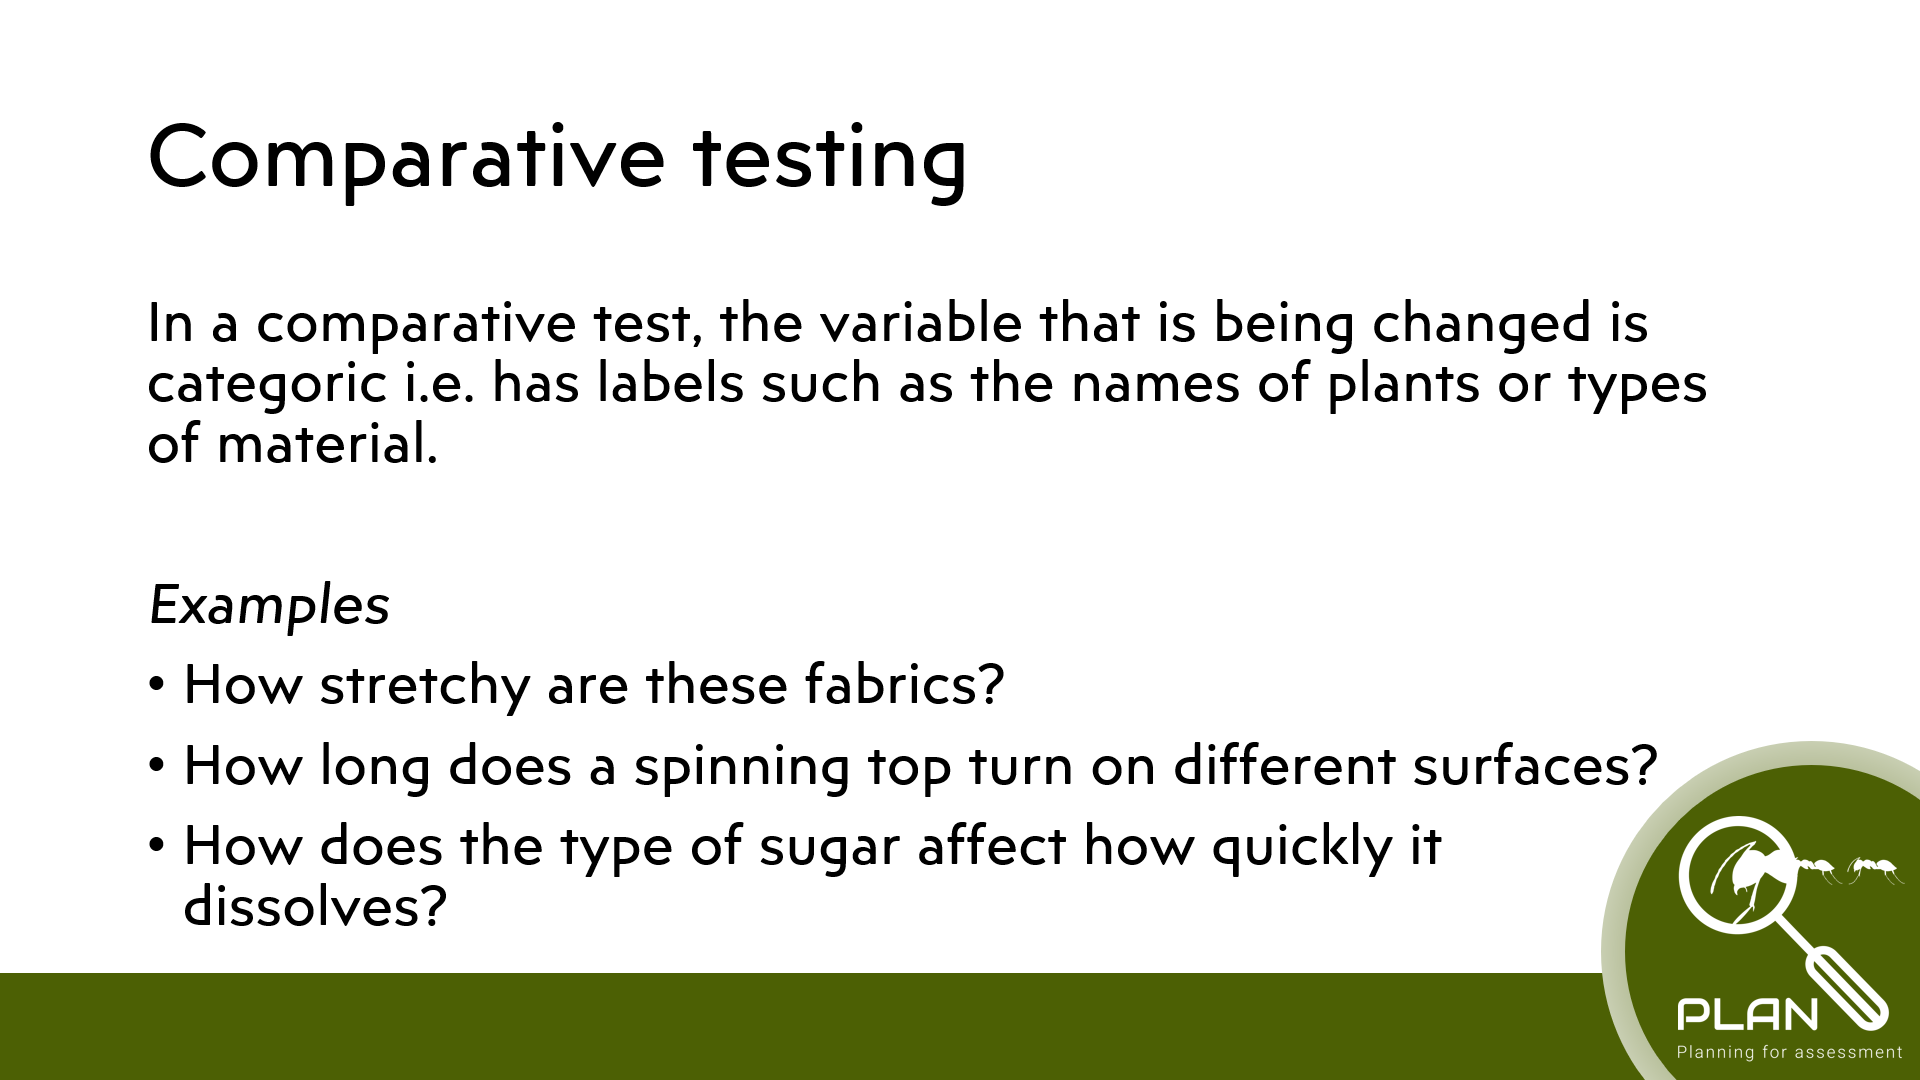 Comparative testing
In a comparative test, the variable that is being changed is
categoric i.e. has labels such as the names of plants or types
of material.
Examples
• How stretchy are these fabrics?
• How long does a spinning top turn on different surfaces?
• How does the type of sugar affect how quickly it
dissolves?
PLAN
Planning for assessment